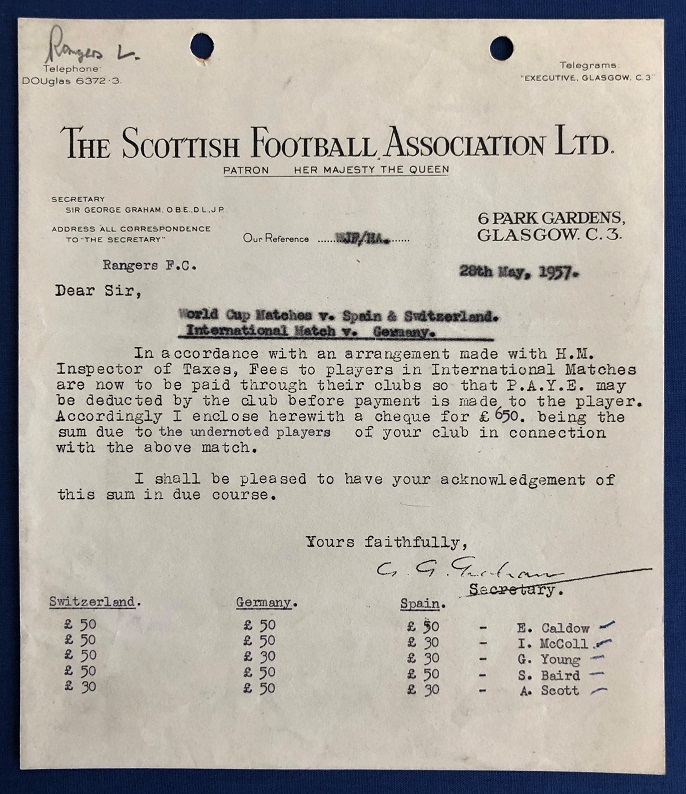 Rangers
Telephone:
DOUglas 6372-3.
Telegrams:
"EXECUTIVE, GLASGOW, C.3"
THE SCOTTISH FOOTBALL ASSOCIATION LTD.
PATRON HER MAJESTY THE QUEEN
SECRETARY
SIR GEORGE GRAHAM, O.B.E., D.L., J.P.
ADDRESS ALL CORRESPONDENCE
TO "THE SECRETARY"
Our Reference ......WJF/HA.......
6 PARK GARDENS,
GLASGOW. C.3.
Rangers F.C.
28th May, 1957.
Dear Sir,
World Cup Matches v. Spain & Switzerland.
International Match v. Germany.
In accordance with an arrangement made with H.M.
Inspector of Taxes, Fees to players in International Matches
are now to be paid through their clubs so that P.A.Y.E. may
be deducted by the club before payment is made to the player.
Accordingly I enclose herewith a cheque for £650. being the
sum due to the undernoted players of your club in connection
with the above match.
I shall be pleased to have your acknowledgement of
this sum in due course.
Yours faithfully,
G. G. Graham
Secretary.
Switzerland. Germany. Spain.
£ 50 £ 50 £ 50 - E. Caldow
£ 50 £ 50 £ 30 - I. McColl
£ 50 £ 30 £ 30 - G. Young
£ 50 £ 50 £ 50 - S. Baird
£ 30 £ 50 £ 30 - A. Scott